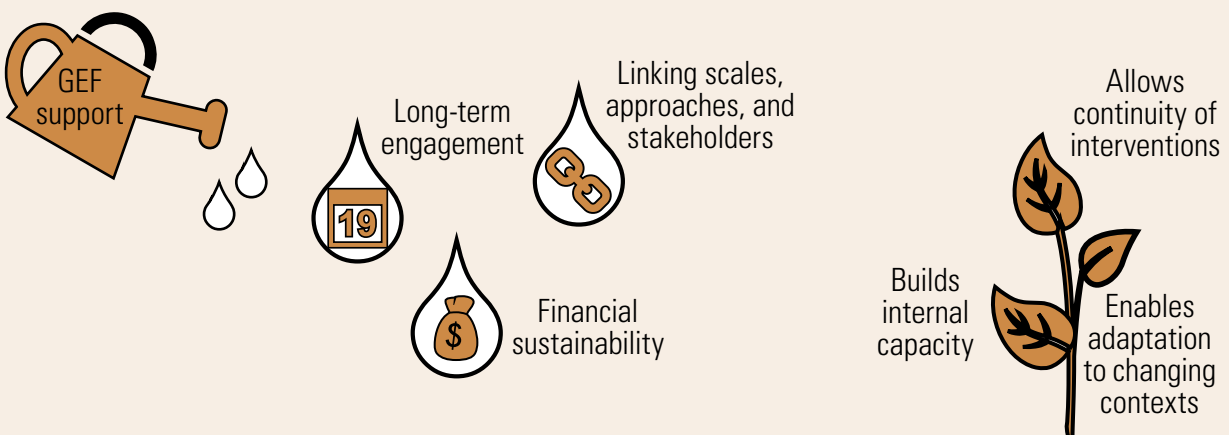 GEF
support
Long-term
engagement
19
Linking scales,
approaches, and
stakeholders
$
Financial
sustainability
Allows
continuity of
interventions
Builds
internal
capacity
Enables
adaptation
to changing
contexts